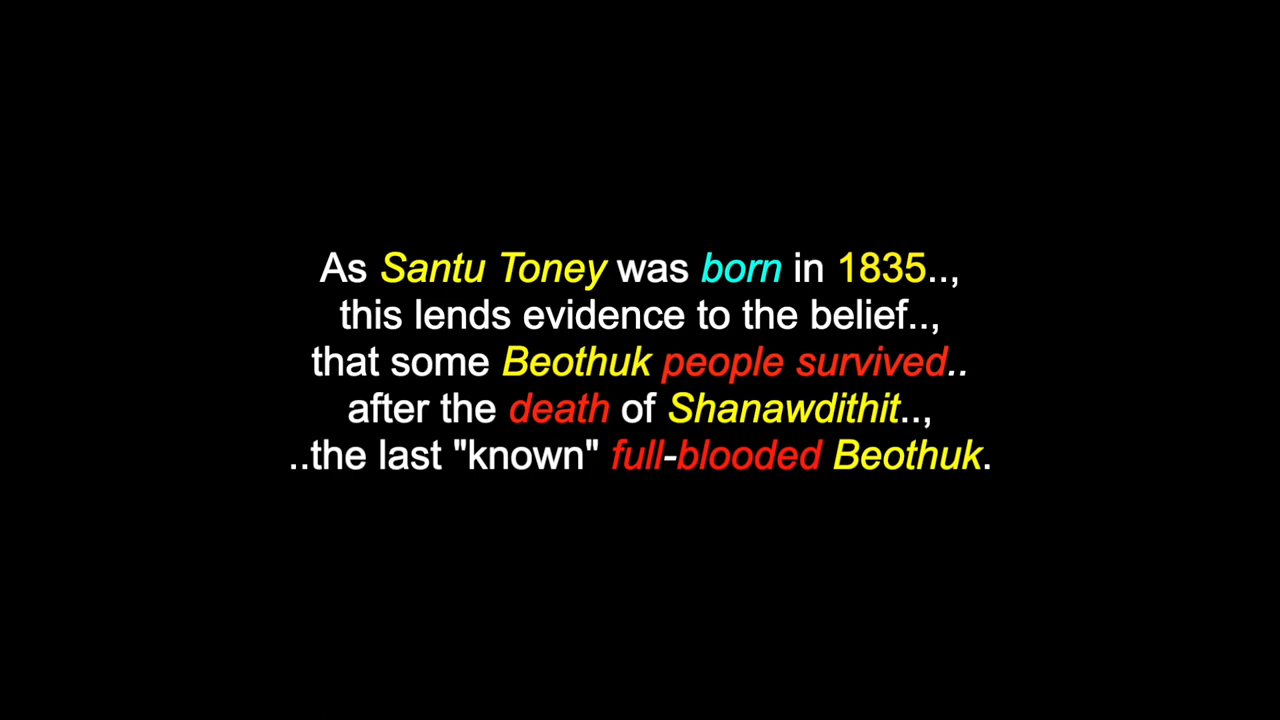 As Santu Toney was born in 1835..,
this lends evidence to the belief..,
that some Beothuk people survived..
after the death of Shanawdithit..,
..the last "known" full-blooded Beothuk.